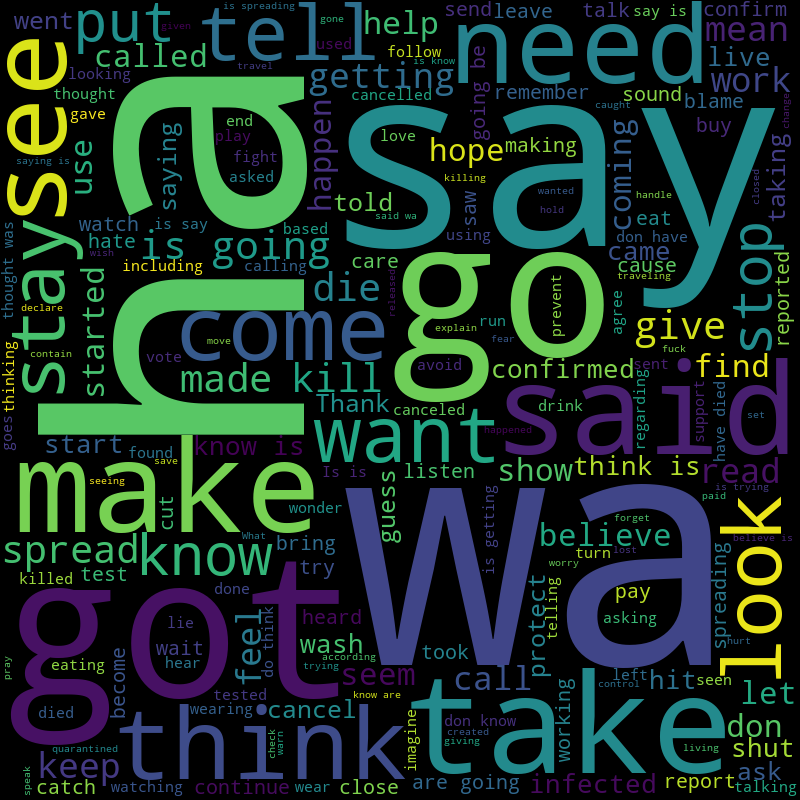 is spreading
gone
given
used
travel
put
tell
need
went
called
help
send
leave
talk
say is
confirm
mean
follow
is know
live
looking
thought
getting
cancelled
remember
going be
sound
work
blame
see
gave
ha
end
play
fight
asked
happen
love
hope
making
say
caught
buy
change
use
saying
killing
wanted
hold
handle
closed
taking
saying is
told
saw
coming
eat
don have
stop
thought was
watch
is say
based
said wa
using
came
hate
is going
care
go
cause
including
calling
wish
die
traveling
reported
stay
declare
started
released
explain
run
prevent
agree
give
come
fear
contain
move
vote
avoid
confirmed
sent
fuck
find
thinking
made
kill
Thank
canceled
drink
regarding
support
have died
set
goes
start
found
know is
want
happened
said
make
save
seeing
cut
Is is
listen
show
think is
read
is trying
paid
wonder
guess
What
wa
forget
believe
believe is
look
spread
know
bring
is getting
turn
lost
worry
killed
test
try
telling
pay
spreading
got
done
do think
heard
protect
asking
hurt
lie
wait
feel
wash
took
according
hear
trying
seem
call
left
hit
seen
let
pray
eating
become
tested
know are
control
died
wearing
cancel
imagine
don know
working
created
giving
take
living
don
shut
quarantined
think
check
warn
keep
speak
catch
watching
continue
wear
close
are going
infected
report
ask
talking